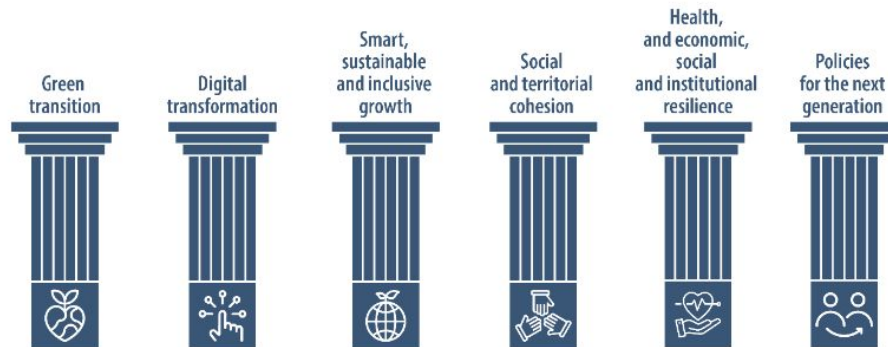 Green
transition
Digital
transformation
Smart,
sustainable
and inclusive
growth
Social
and territorial
cohesion
Health,
and economic,
social
and institutional
resilience
Policies
for the next
generation